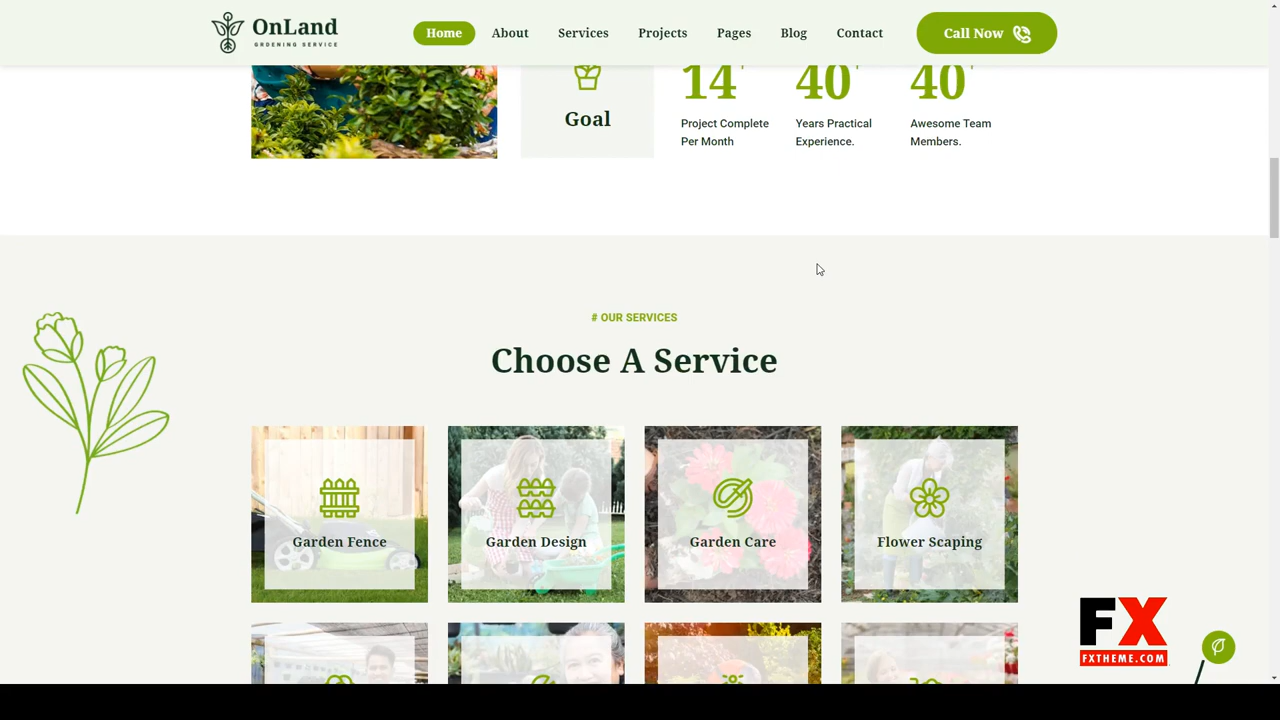 OnLand
GRDENING SERVICE
Home About Services Projects Pages Blog Contact Call Now
Goal
14+ 40+ 40+
Project Complete Years Practical Awesome Team
Per Month Experience. Members.
# OUR SERVICES
Choose A Service
Garden Fence Garden Design Garden Care Flower Scaping
FX
FXTHEME.COM